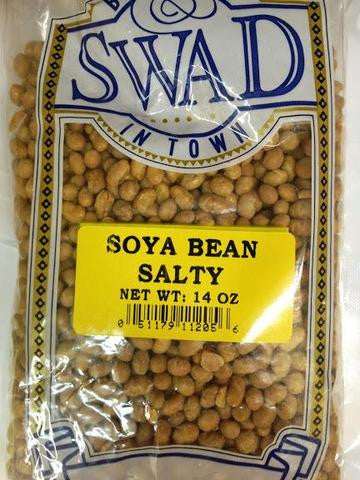 &
SWAD
IN TOWN
SOYA BEAN
SALTY
NET WT: 14 OZ
0 51179 11205 6